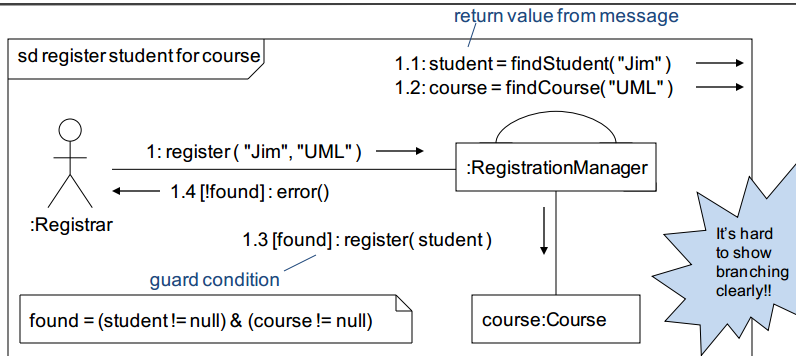 return value from message
sd register student for course
1.1: student = findStudent( "Jim" )
1.2: course = findCourse( "UML" )
1: register ( "Jim", "UML" )
:RegistrationManager
1.4 [!found] : error()
:Registrar
1.3 [found] : register( student )
guard condition
It's hard
to show
branching
clearly!!
found = (student != null) & (course != null)
course:Course